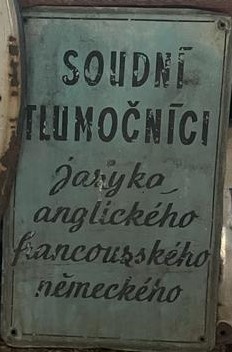 SOUDNÍ
TLUMOČNÍCI
jazyka
anglického
francouzského
německého